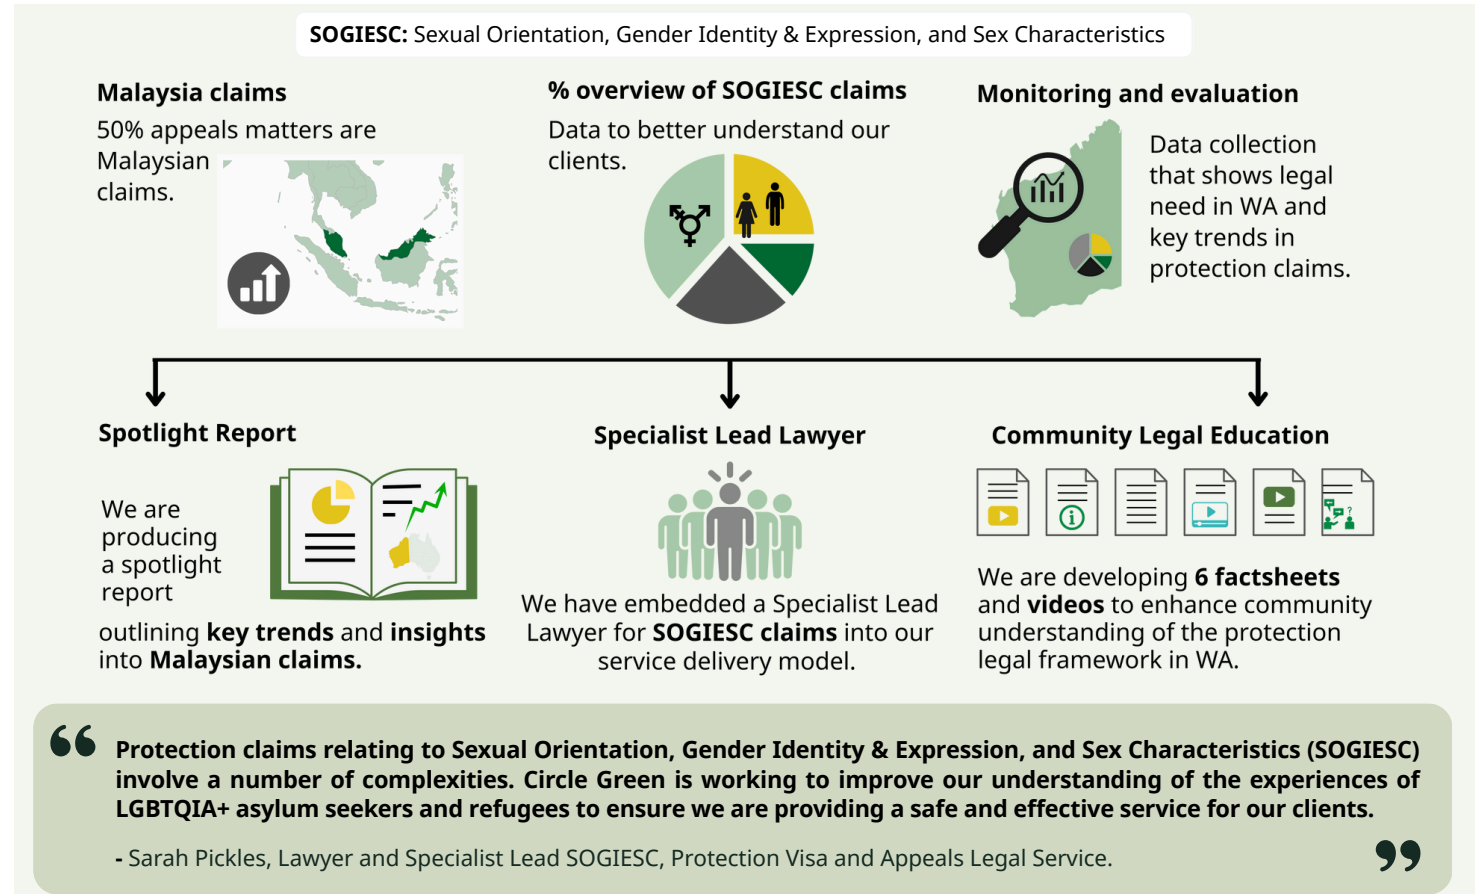 SOGIESC: Sexual Orientation, Gender Identity & Expression, and Sex Characteristics
Malaysia claims
50% appeals matters are
Malaysian
claims.
% overview of SOGIESC claims
Data to better understand our
clients.
Monitoring and evaluation
Data collection
that shows legal
need in WA and
key trends in
protection claims.
Spotlight Report
We are
producing
a spotlight
report
outlining key trends and insights
into Malaysian claims.
Specialist Lead Lawyer
We have embedded a Specialist Lead
Lawyer for SOGIESC claims into our
service delivery model.
Community Legal Education
We are developing 6 factsheets
and videos to enhance community
understanding of the protection
legal framework in WA.
“
Protection claims relating to Sexual Orientation, Gender Identity & Expression, and Sex Characteristics (SOGIESC)
involve a number of complexities. Circle Green is working to improve our understanding of the experiences of
LGBTQIA+ asylum seekers and refugees to ensure we are providing a safe and effective service for our clients.
- Sarah Pickles, Lawyer and Specialist Lead SOGIESC, Protection Visa and Appeals Legal Service.
”